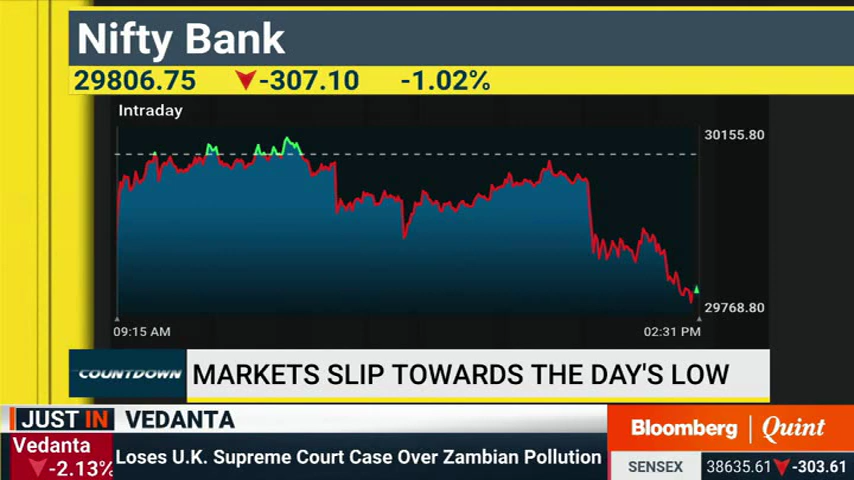 Nifty Bank
29806.75 ▼-307.10 -1.02%
Intraday
30155.80
29768.80
09:15 AM 02:31 PM
COUNTDOWN MARKETS SLIP TOWARDS THE DAY'S LOW
JUST IN VEDANTA
Vedanta
▼-2.13%
Loses U.K. Supreme Court Case Over Zambian Pollution
Bloomberg | Quint
SENSEX 38635.61 ▼-303.61